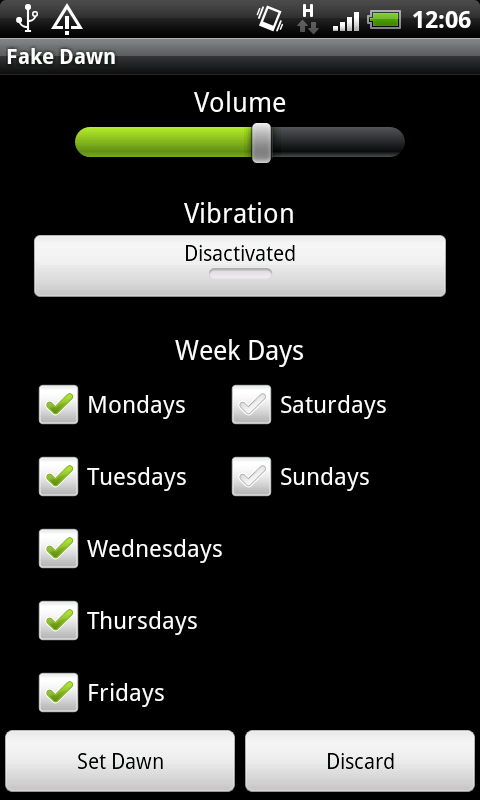 H
12:06
Fake Dawn
Volume
Vibration
Disactivated
Week Days
Mondays
Saturdays
Tuesdays
Sundays
Wednesdays
Thursdays
Fridays
Set Dawn
Discard